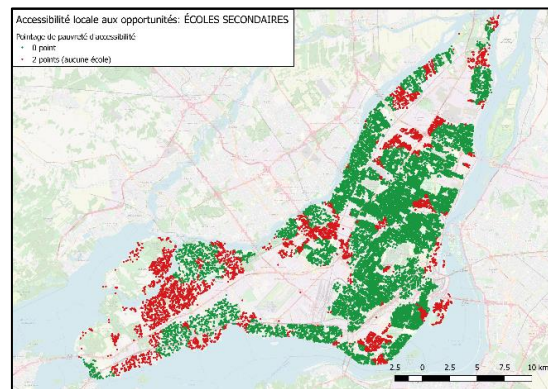 Accessibilité locale aux opportunités: ÉCOLES SECONDAIRES
Pointage de pauvreté d'accessibilité
0 point
2 points (aucune école)
2.5 0 2.5 5 7.5 10 km